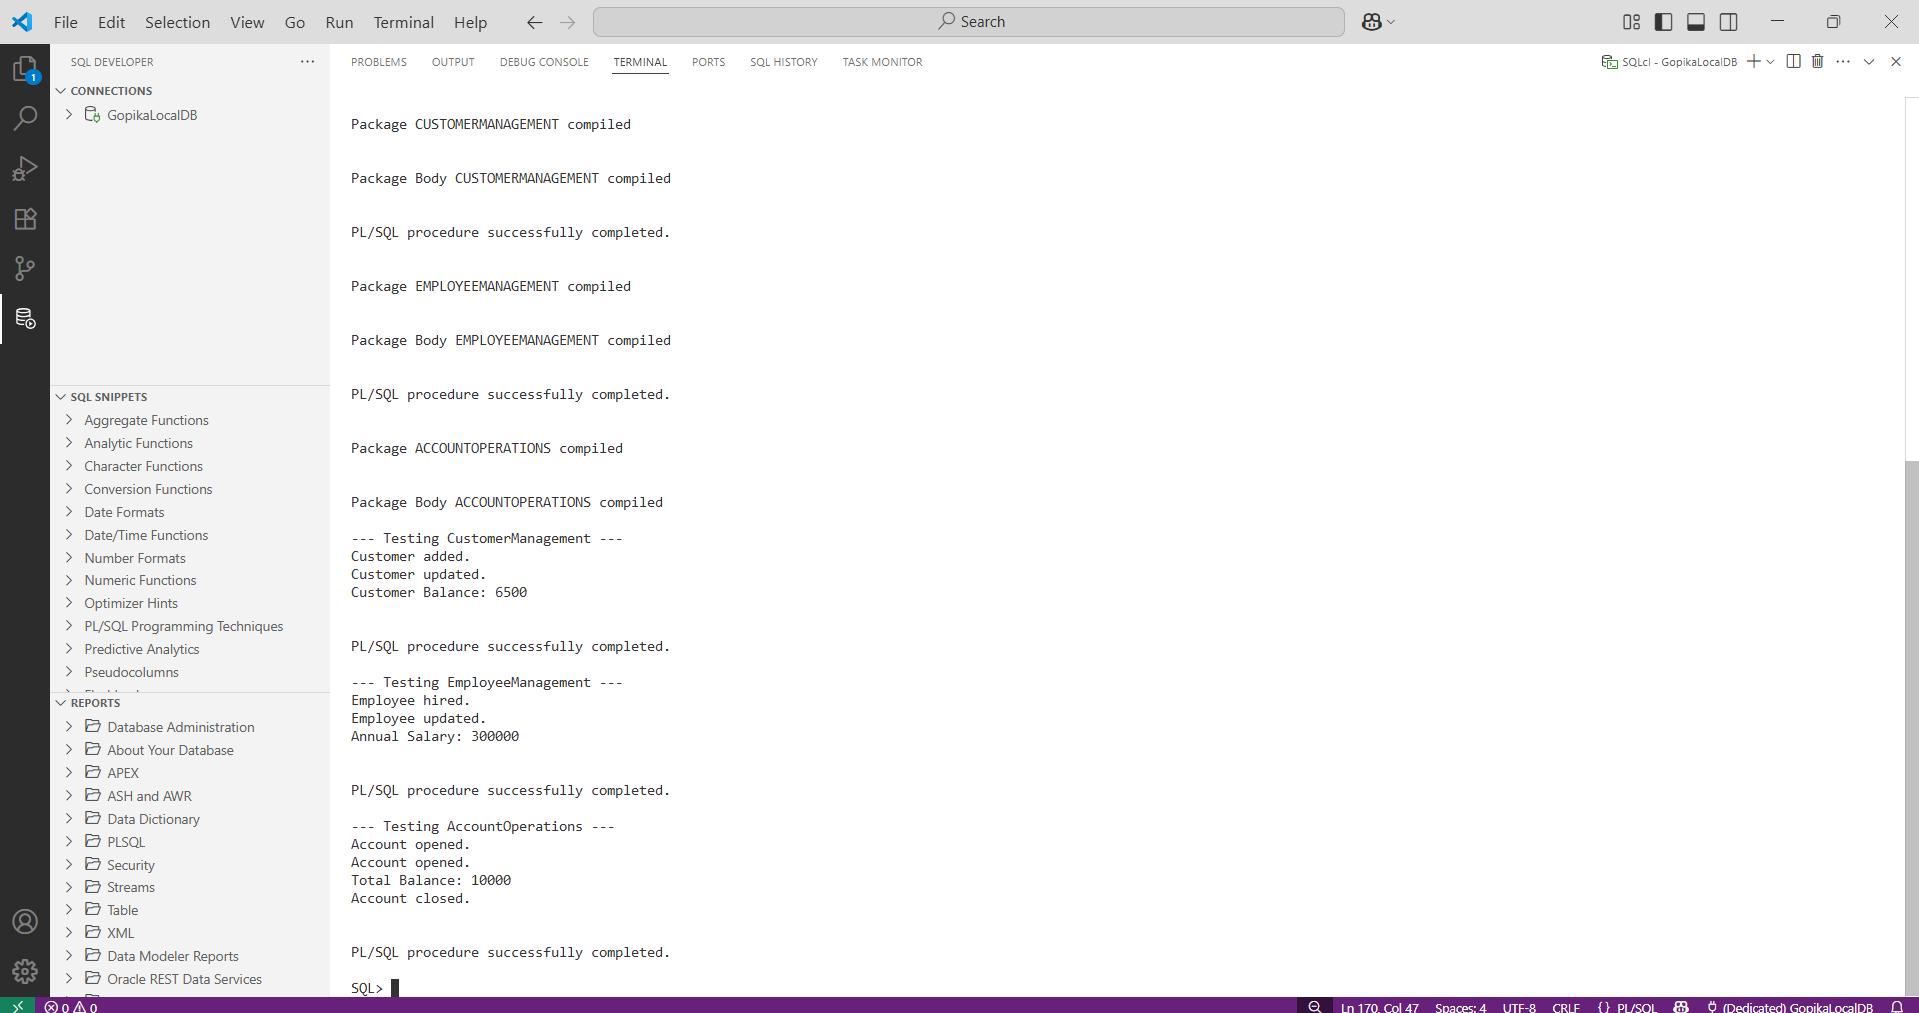 File Edit Selection View Go Run Terminal Help
Search
1
SQL DEVELOPER
CONNECTIONS
GopikaLocalDB
SQL SNIPPETS
Aggregate Functions
Analytic Functions
Character Functions
Conversion Functions
Date Formats
Date/Time Functions
Number Formats
Numeric Functions
Optimizer Hints
PL/SQL Programming Techniques
Predictive Analytics
Pseudocolumns
REPORTS
Database Administration
About Your Database
APEX
ASH and AWR
Data Dictionary
PLSQL
Security
Streams
Table
XML
Data Modeler Reports
Oracle REST Data Services
PROBLEMS OUTPUT DEBUG CONSOLE TERMINAL PORTS SQL HISTORY TASK MONITOR
SQLcl - GopikaLocalDB
Package CUSTOMERMANAGEMENT compiled
Package Body CUSTOMERMANAGEMENT compiled
PL/SQL procedure successfully completed.
Package EMPLOYEEMANAGEMENT compiled
Package Body EMPLOYEEMANAGEMENT compiled
PL/SQL procedure successfully completed.
Package ACCOUNTOPERATIONS compiled
Package Body ACCOUNTOPERATIONS compiled
--- Testing CustomerManagement ---
Customer added.
Customer updated.
Customer Balance: 6500
PL/SQL procedure successfully completed.
--- Testing EmployeeManagement ---
Employee hired.
Employee updated.
Annual Salary: 300000
PL/SQL procedure successfully completed.
--- Testing AccountOperations ---
Account opened.
Account opened.
Total Balance: 10000
Account closed.
PL/SQL procedure successfully completed.
SQL>
0 0
Ln 170, Col 47 Spaces: 4 UTF-8 CRLF {} PL/SQL (Dedicated) GopikaLocalDB